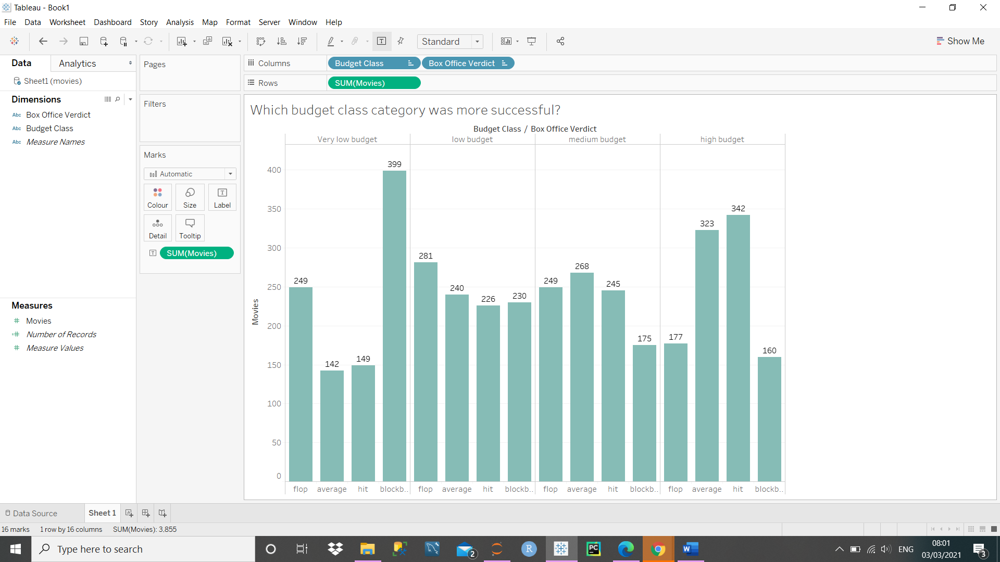 Tableau - Book1
File Data Worksheet Dashboard Story Analysis Map Format Server Window Help
Standard
Show Me
Data
Analytics
Sheet1 (movies)
Dimensions
Abc Box Office Verdict
Abc Budget Class
Abc Measure Names
Measures
# Movies
=# Number of Records
# Measure Values
Pages
Filters
Marks
Automatic
Colour Size Label
Detail Tooltip
T SUM(Movies)
Columns Budget Class Box Office Verdict
Rows SUM(Movies)
Which budget class category was more successful?
Budget Class / Box Office Verdict
Very low budget low budget medium budget high budget
Movies
400
350
300
250
200
150
100
50
0
249 142 149 399 281 240 226 230 249 268 245 175 177 323 342 160
flop average hit blockb.. flop average hit blockb.. flop average hit blockb.. flop average hit blockb..
Data Source Sheet 1
16 marks 1 row by 16 columns SUM(Movies): 3,855
Type here to search
2
R
PC
W
ENG
08:01
03/03/2021
3